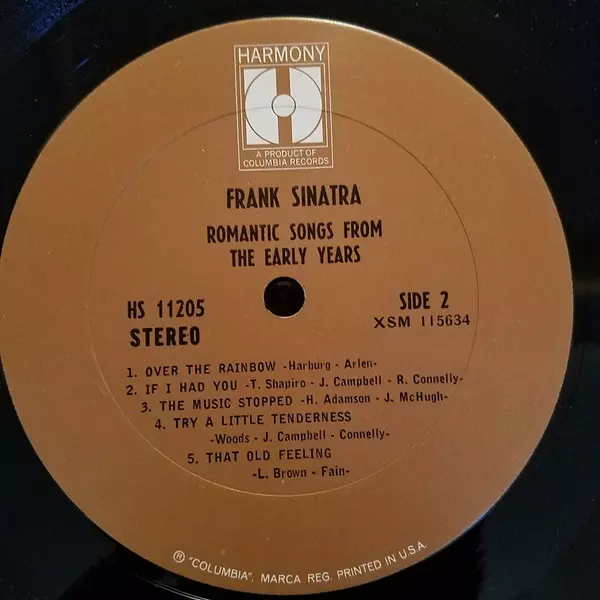 HARMONY
H
A PRODUCT OF
COLUMBIA RECORDS
FRANK SINATRA
ROMANTIC SONGS FROM
THE EARLY YEARS
HS 11205
STEREO
SIDE 2
XSM 115634
1. OVER THE RAINBOW -Harburg - Arlen-
2. IF I HAD YOU -T. Shapiro - J. Campbell - R. Connelly-
3. THE MUSIC STOPPED -H. Adamson - J. McHugh-
4. TRY A LITTLE TENDERNESS
-Woods - J. Campbell - Connelly-
5. THAT OLD FEELING
-L. Brown - Fain-
Ⓡ "COLUMBIA", MARCA REG. PRINTED IN U.S.A.